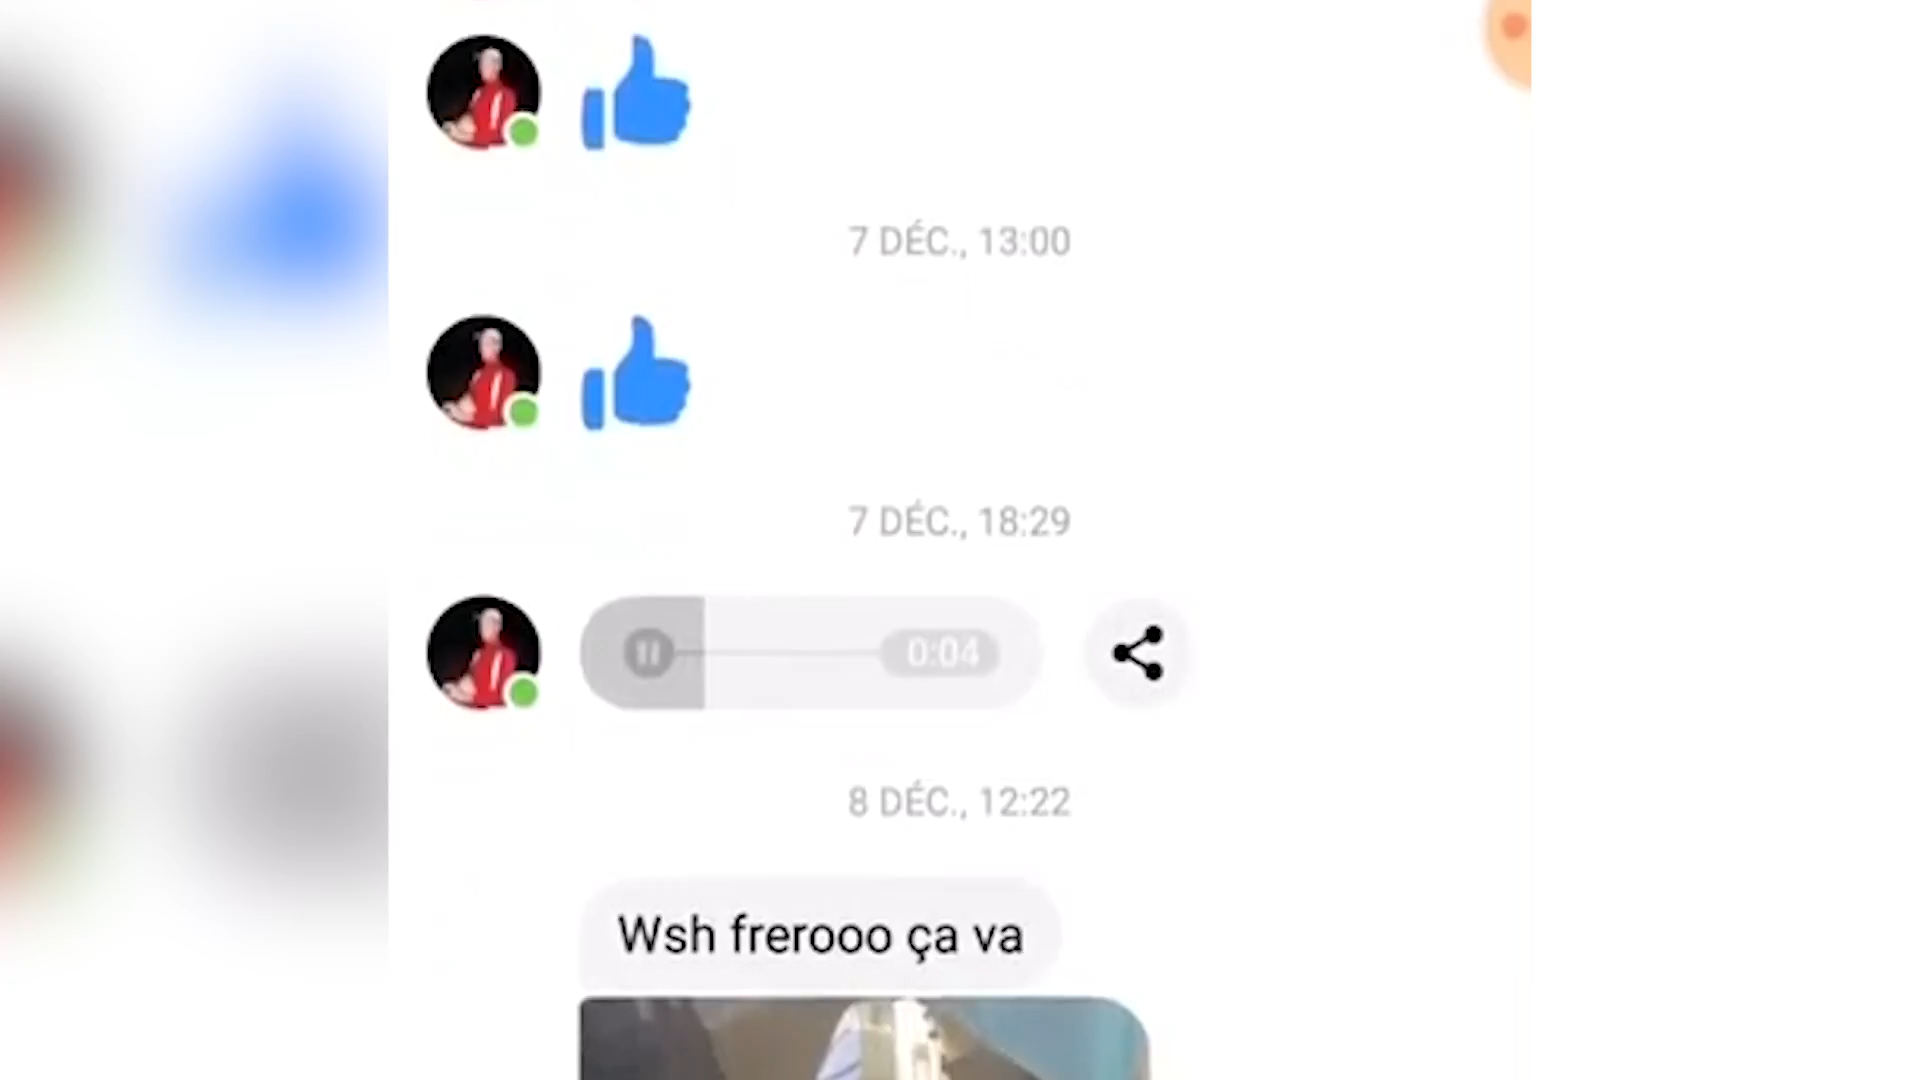 7 DÉC., 13:00
7 DÉC., 18:29
0:04
8 DÉC., 12:22
Wsh frerooo ça va